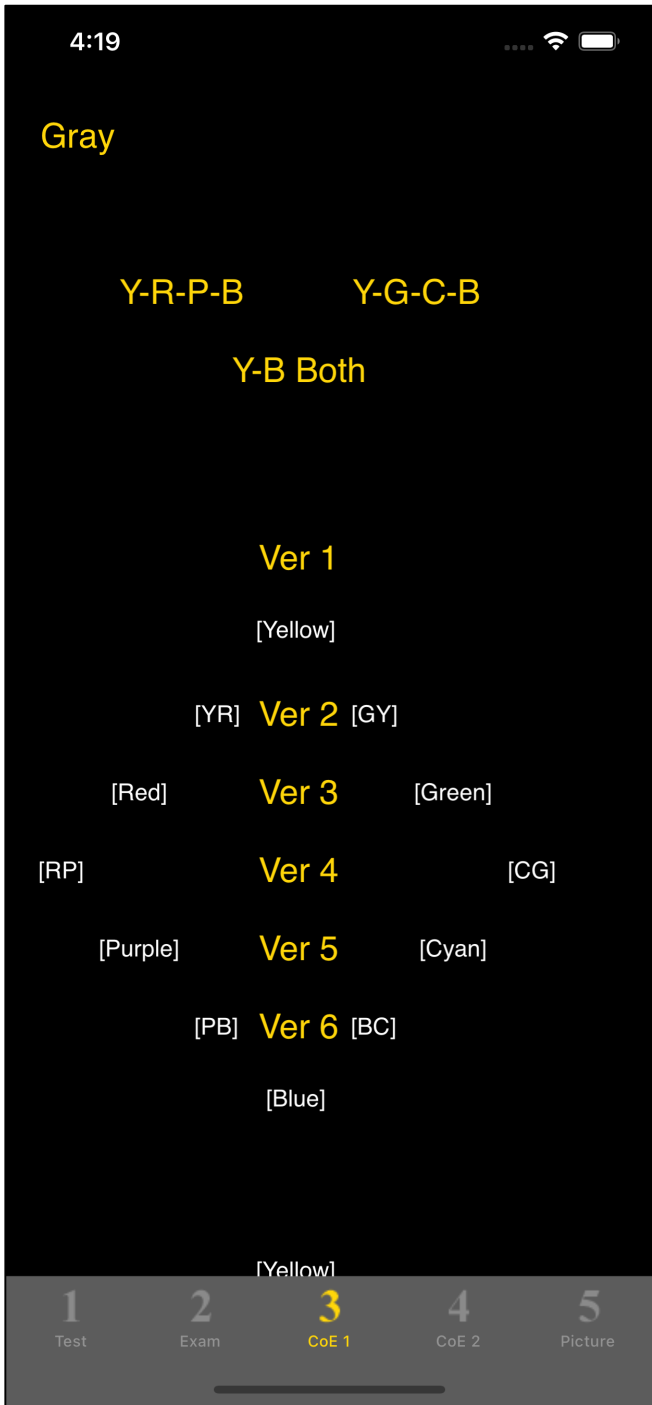 4:19
Gray
Y-R-P-B Y-G-C-B
Y-B Both
Ver 1
[Yellow]
[YR] Ver 2 [GY]
[Red] Ver 3 [Green]
[RP] Ver 4 [CG]
[Purple] Ver 5 [Cyan]
[PB] Ver 6 [BC]
[Blue]
[Yellow]
1 2 3 4 5
Test Exam CoE 1 CoE 2 Picture